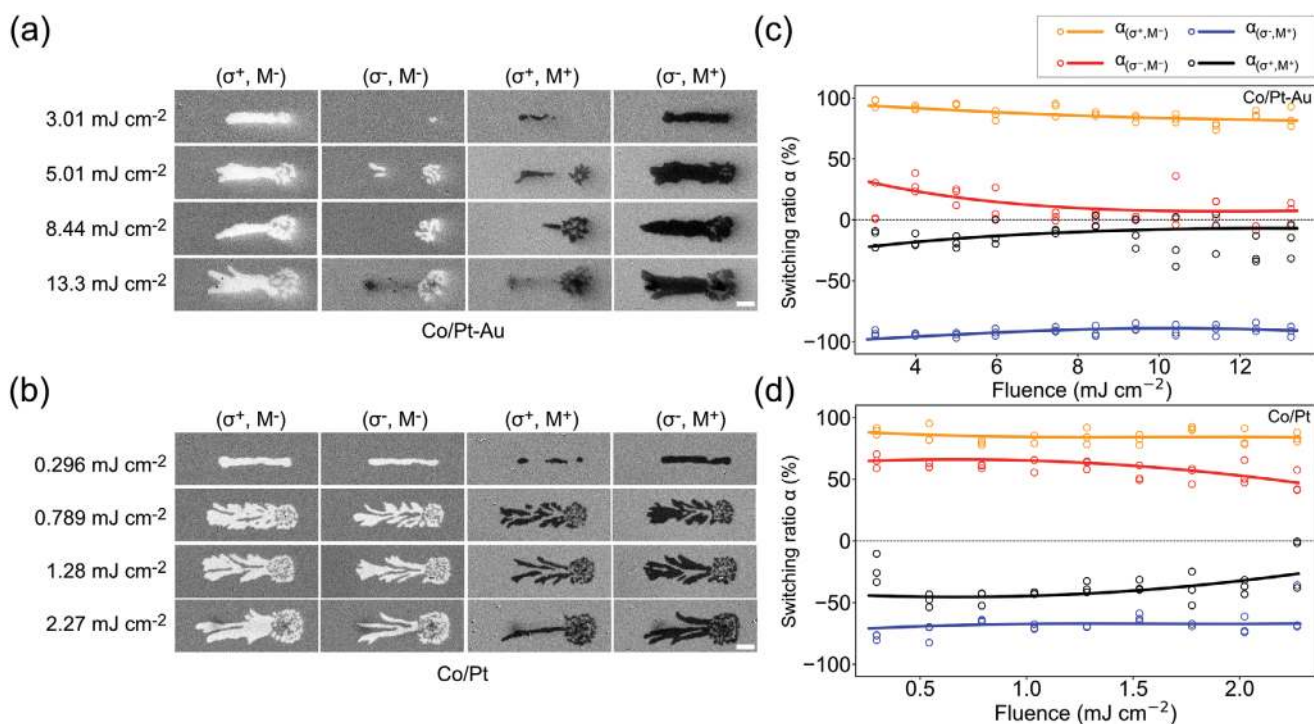 (a)
(σ⁺, M⁻) (σ⁻, M⁻) (σ⁺, M⁺) (σ⁻, M⁺)
3.01 mJ cm⁻²
5.01 mJ cm⁻²
8.44 mJ cm⁻²
13.3 mJ cm⁻²
Co/Pt-Au
(b)
(σ⁺, M⁻) (σ⁻, M⁻) (σ⁺, M⁺) (σ⁻, M⁺)
0.296 mJ cm⁻²
0.789 mJ cm⁻²
1.28 mJ cm⁻²
2.27 mJ cm⁻²
Co/Pt
(c)
α(σ⁺,M⁻) α(σ⁻,M⁺)
α(σ⁻,M⁻) α(σ⁺,M⁺)
Co/Pt-Au
Switching ratio α (%)
100
50
0
−50
−100
4 6 8 10 12
Fluence (mJ cm⁻²)
(d)
Co/Pt
Switching ratio α (%)
100
50
0
−50
−100
0.5 1.0 1.5 2.0
Fluence (mJ cm⁻²)